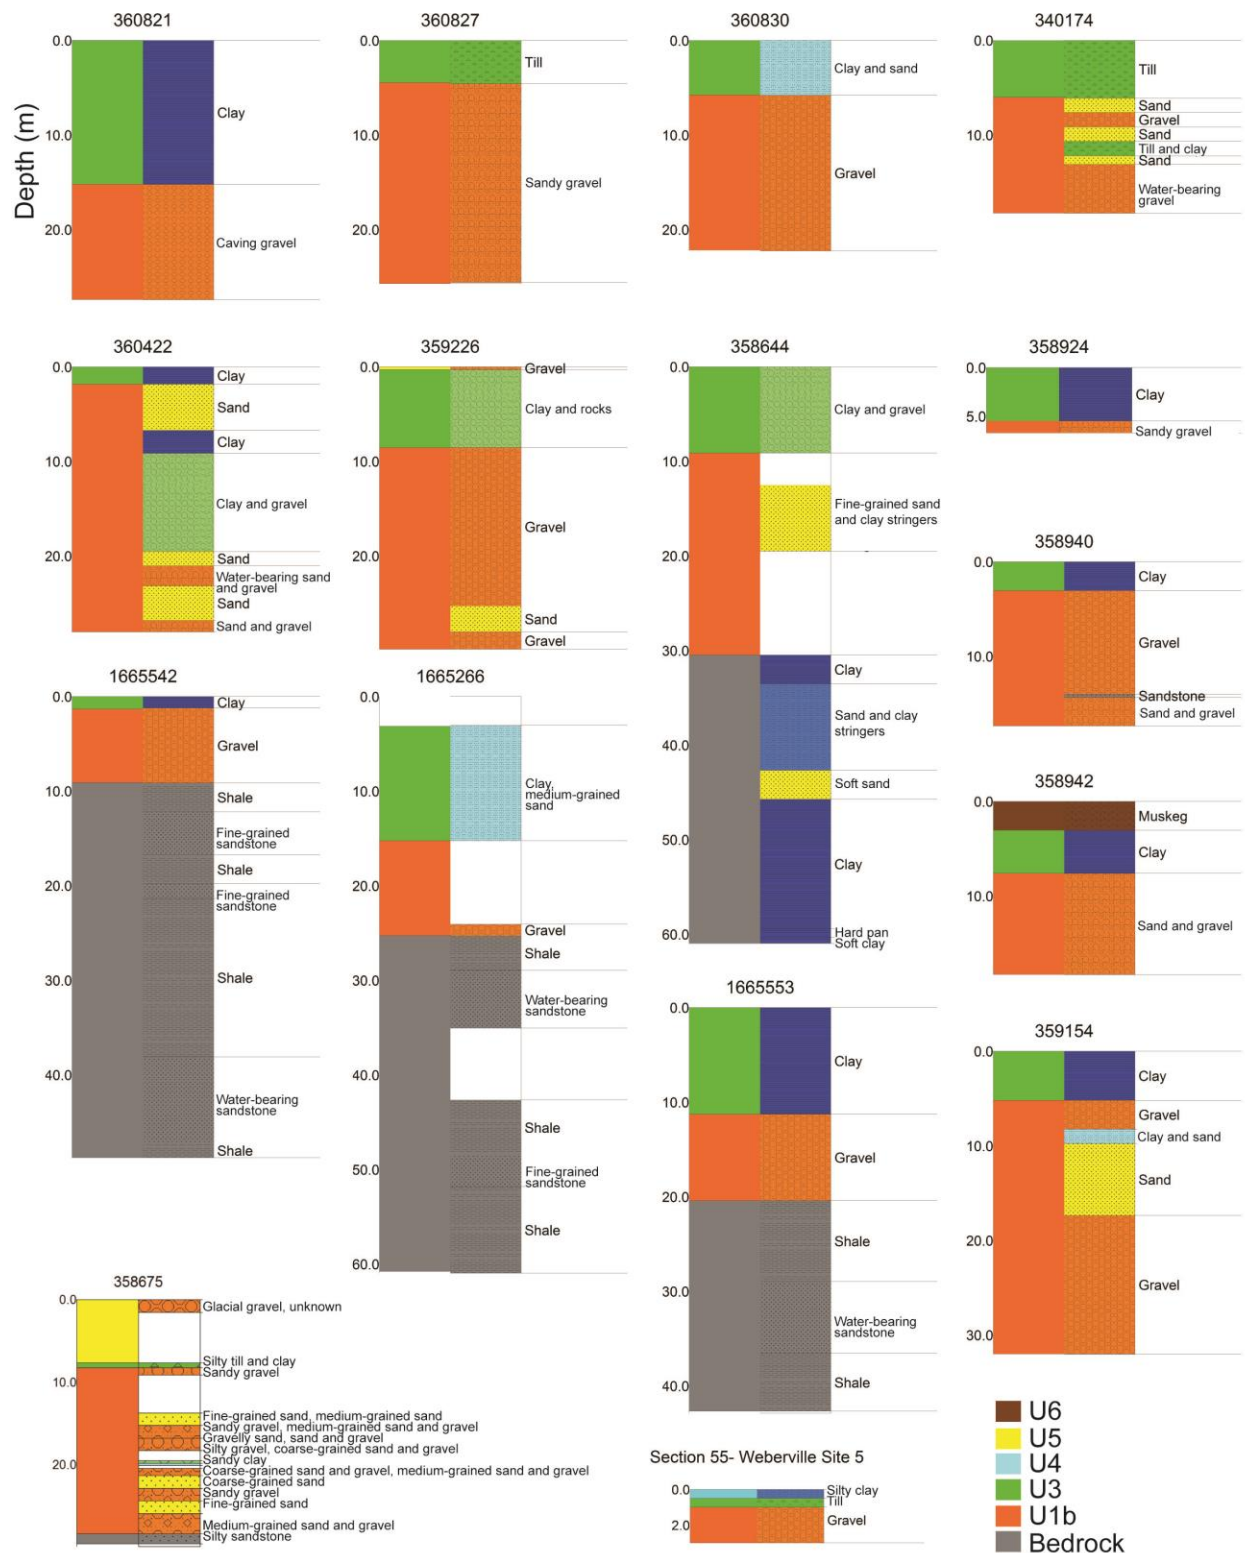 360821
0.0
10.0
20.0
Depth (m)
Clay
Caving gravel
360827
0.0
10.0
20.0
Till
Sandy gravel
360830
0.0
10.0
20.0
Clay and sand
Gravel
340174
0.0
10.0
20.0
Till
Sand
Gravel
Sand
Till and clay
Sand
Water-bearing
gravel
360422
0.0
10.0
20.0
Clay
Sand
Clay
Clay and gravel
Sand
Water-bearing sand
and gravel
Sand
Sand and gravel
359226
0.0
10.0
20.0
Gravel
Clay and rocks
Gravel
Sand
Gravel
358644
0.0
10.0
20.0
30.0
40.0
50.0
60.0
Clay and gravel
Fine-grained sand
and clay stringers
Clay
Sand and clay
stringers
Soft sand
Clay
Hard pan
Soft clay
358924
0.0
5.0
Clay
Sandy gravel
358940
0.0
10.0
Clay
Gravel
Sandstone
Sand and gravel
1665542
0.0
10.0
20.0
30.0
40.0
Clay
Gravel
Shale
Fine-grained
sandstone
Shale
Fine-grained
sandstone
Shale
Water-bearing
sandstone
Shale
1665266
0.0
10.0
20.0
30.0
40.0
50.0
60.0
Clay,
medium-grained
sand
Gravel
Shale
Water-bearing
sandstone
Shale
Fine-grained
sandstone
Shale
358942
0.0
10.0
Muskeg
Clay
Sand and gravel
1665553
0.0
10.0
20.0
30.0
40.0
Clay
Gravel
Shale
Water-bearing
sandstone
Shale
359154
0.0
10.0
20.0
30.0
Clay
Gravel
Clay and sand
Sand
Gravel
358675
0.0
10.0
20.0
Glacial gravel, unknown
Silty till and clay
Sandy gravel
Fine-grained sand, medium-grained sand
Sandy gravel, medium-grained sand and gravel
Gravelly sand, sand and gravel
Silty gravel, coarse-grained sand and gravel
Sandy clay
Coarse-grained sand and gravel, medium-grained sand and gravel
Coarse-grained sand
Sandy gravel
Fine-grained sand
Medium-grained sand and gravel
Silty sandstone
Section 55- Weberville Site 5
0.0
2.0
Silty clay
Till
Gravel
U6
U5
U4
U3
U1b
Bedrock